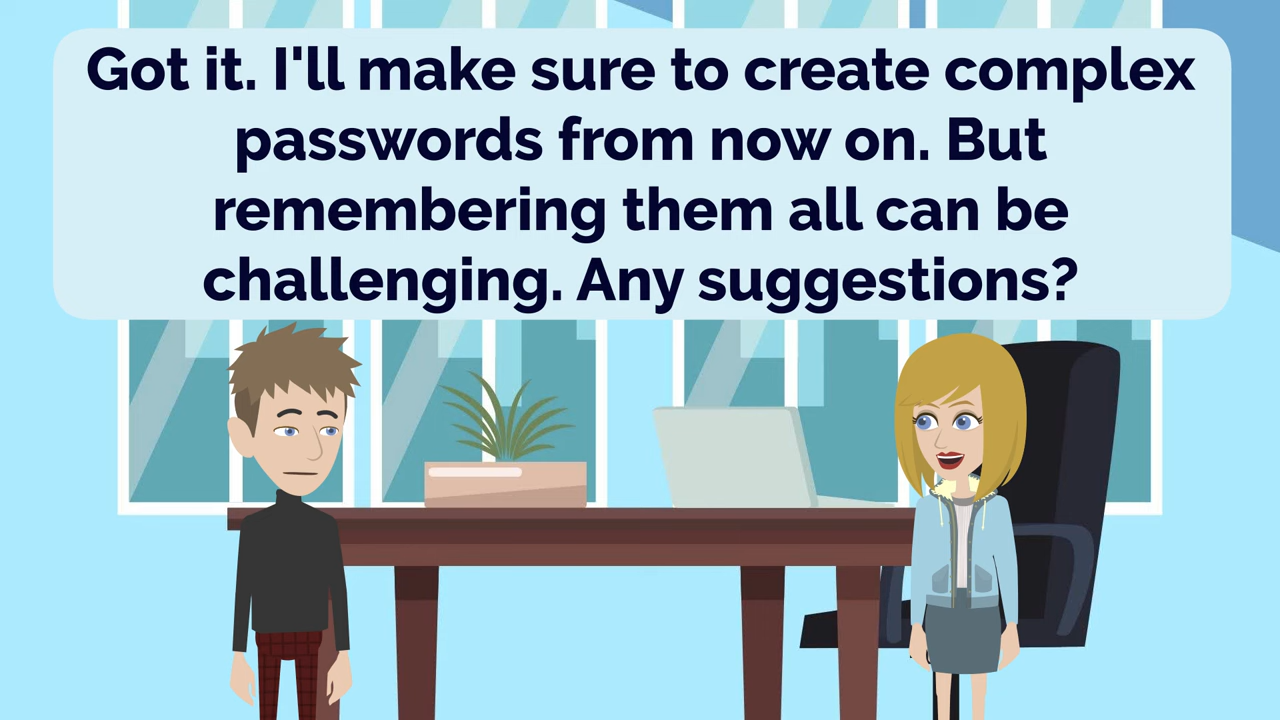 Got it. I'll make sure to create complex
passwords from now on. But
remembering them all can be
challenging. Any suggestions?